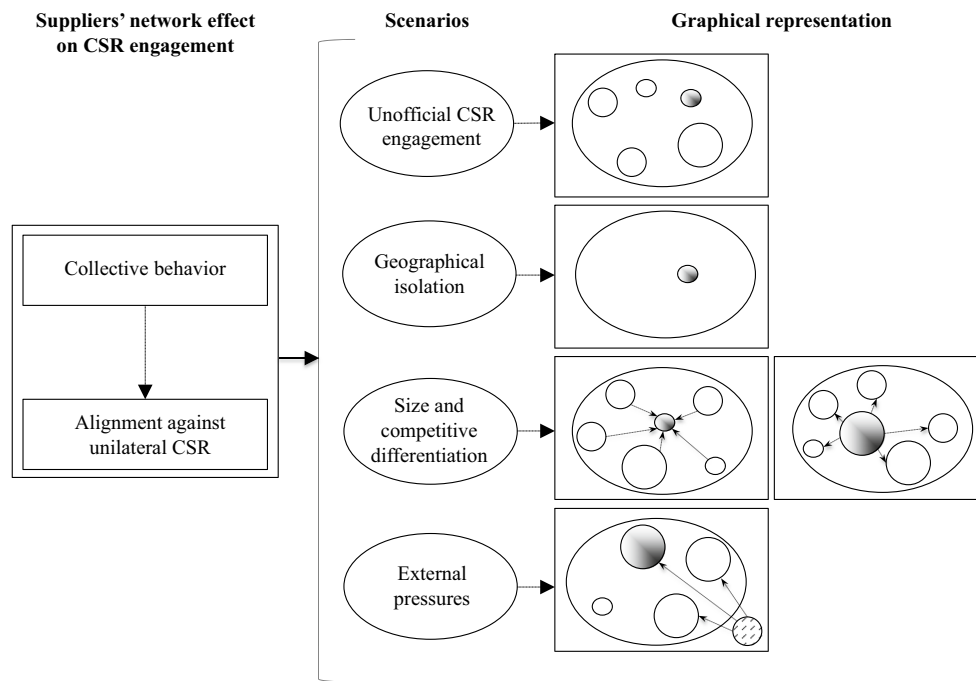 Suppliers’ network effect
on CSR engagement
Scenarios
Graphical representation
Unofficial CSR
engagement
Geographical
isolation
Collective behavior
Alignment against
unilateral CSR
Size and
competitive
differentiation
External
pressures